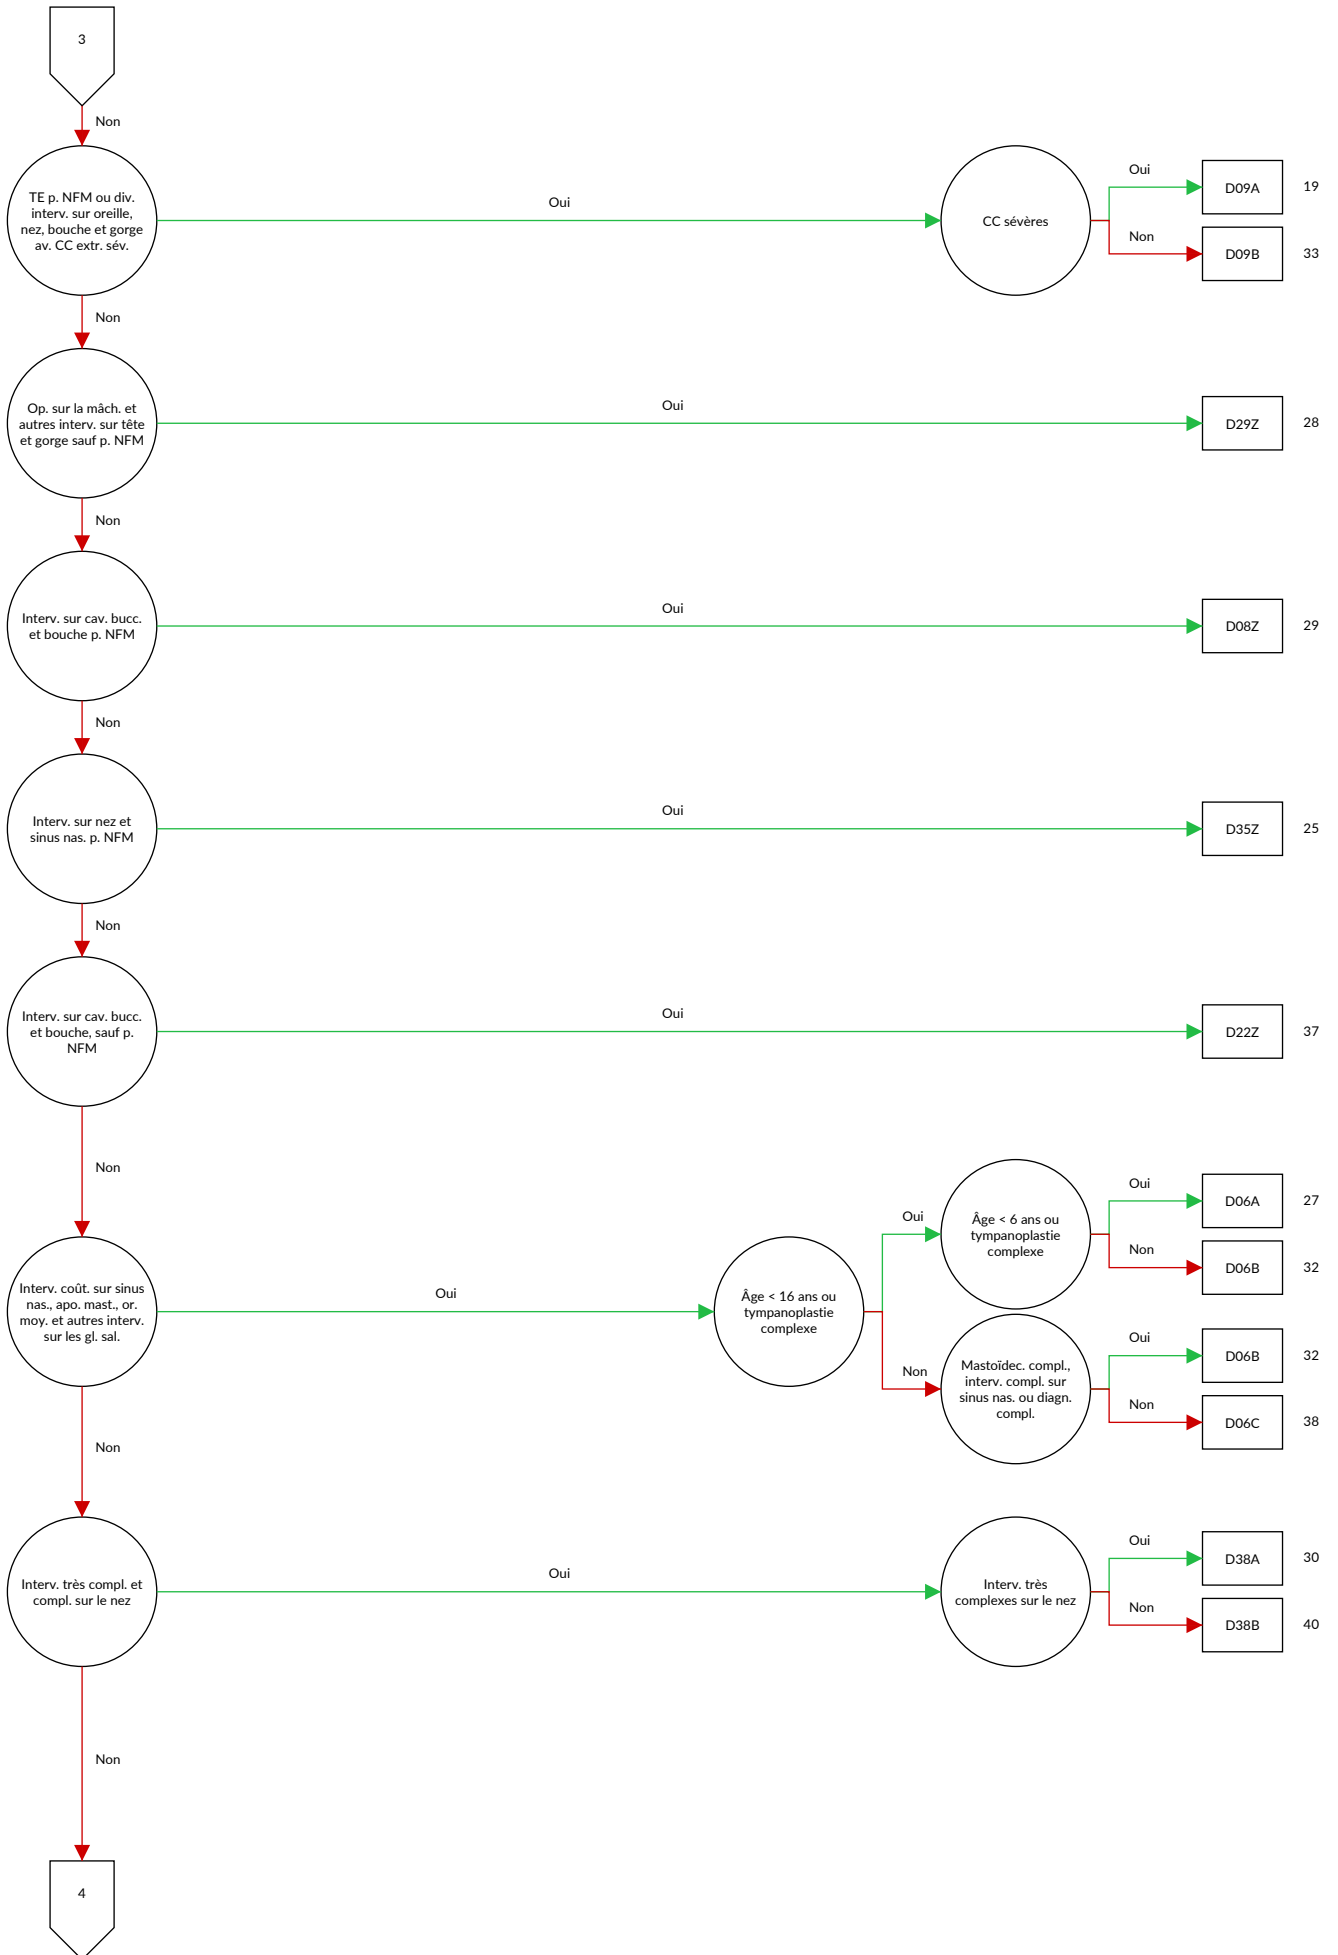 3
Non
TE p. NFM ou div.
interv. sur oreille,
nez, bouche et gorge
av. CC extr. sév.
Oui
CC sévères
Oui
D09A
19
Non
D09B
33
Non
Op. sur la mâch. et
autres interv. sur tête
et gorge sauf p. NFM
Oui
D29Z
28
Non
Interv. sur cav. bucc.
et bouche p. NFM
Oui
D08Z
29
Non
Interv. sur nez et
sinus nas. p. NFM
Oui
D35Z
25
Non
Interv. sur cav. bucc.
et bouche, sauf p.
NFM
Oui
D22Z
37
Non
Interv. coût. sur sinus
nas., apo. mast., or.
moy. et autres interv.
sur les gl. sal.
Oui
Âge < 16 ans ou
tympanoplastie
complexe
Oui
Âge < 6 ans ou
tympanoplastie
complexe
Oui
D06A
27
Non
D06B
32
Non
Mastoïdec. compl.,
interv. compl. sur
sinus nas. ou diagn.
compl.
Oui
D06B
32
Non
D06C
38
Non
Interv. très compl. et
compl. sur le nez
Oui
Interv. très
complexes sur le nez
Oui
D38A
30
Non
D38B
40
Non
4